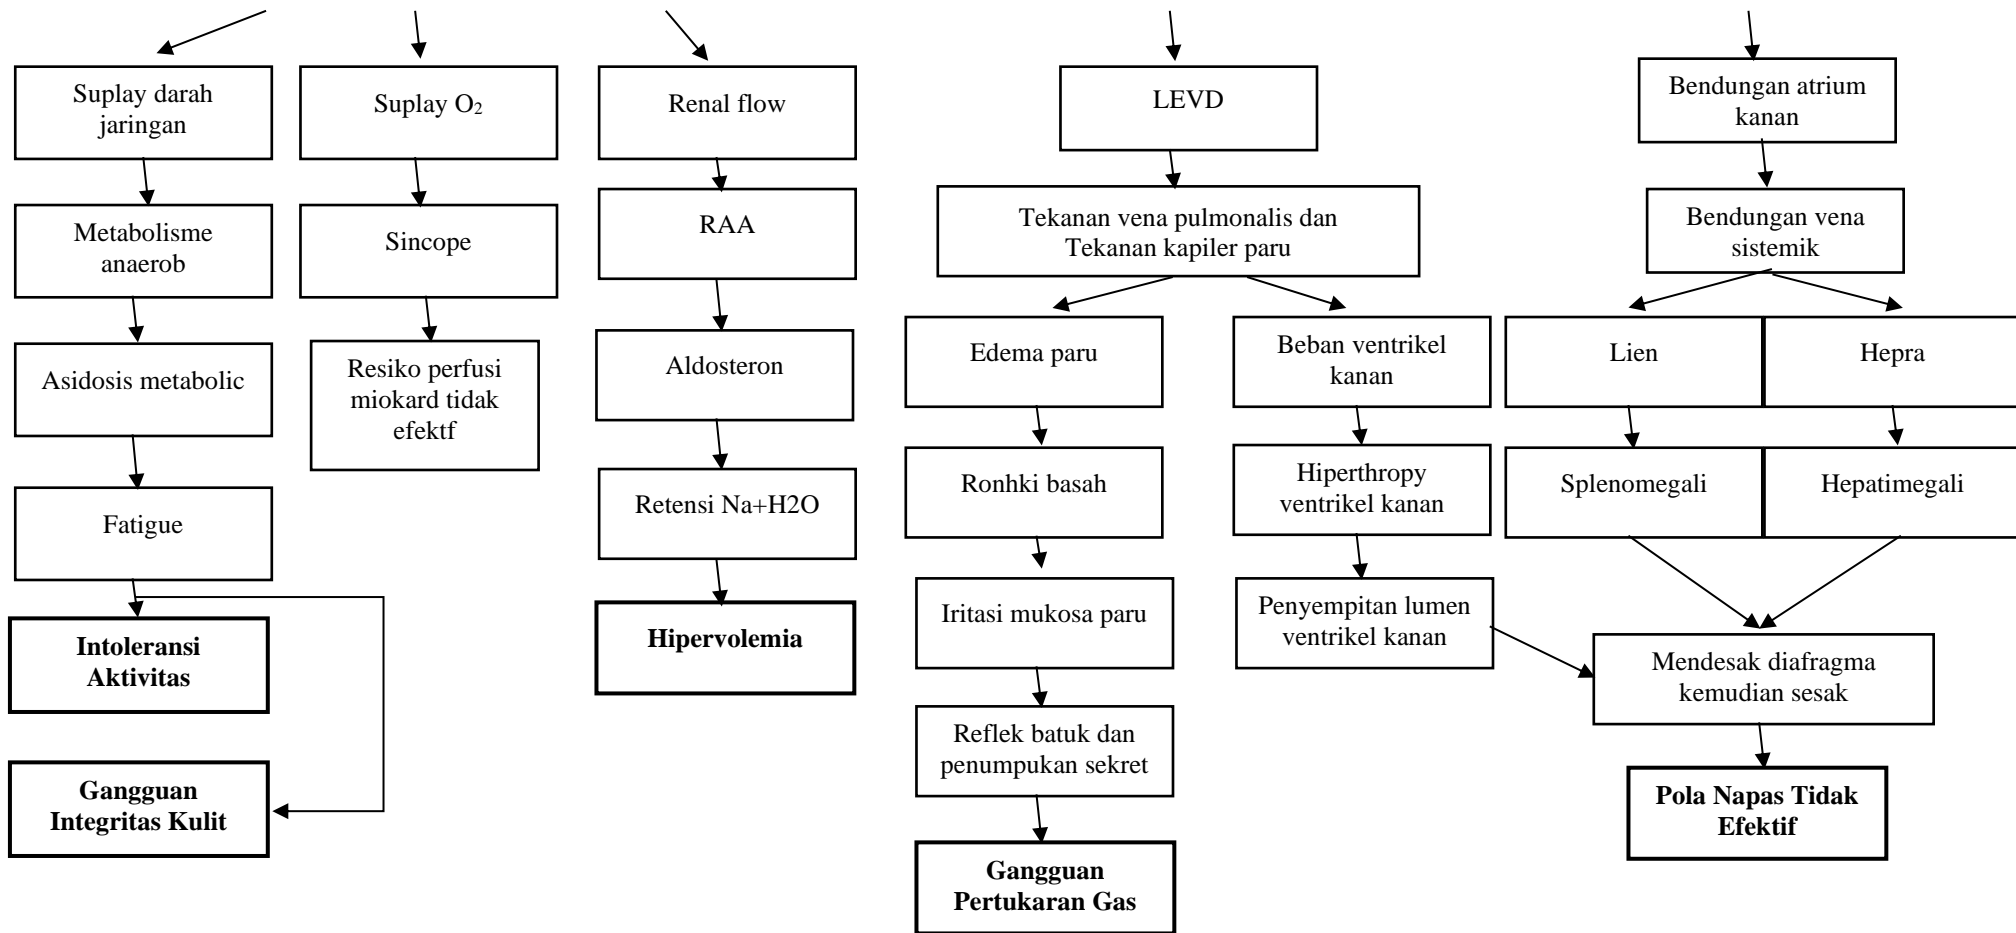 Suplay darah
jaringan
Suplay O₂
Renal flow
LEVD
Bendungan atrium
kanan
Metabolisme
anaerob
Sincope
RAA
Tekanan vena pulmonalis dan
Tekanan kapiler paru
Bendungan vena
sistemik
Asidosis metabolic
Resiko perfusi
miokard tidak
efektf
Aldosteron
Edema paru
Beban ventrikel
kanan
Lien
Hepra
Fatigue
Retensi Na+H2O
Ronhki basah
Hiperthropy
ventrikel kanan
Splenomegali
Hepatimegali
Intoleransi
Aktivitas
Hipervolemia
Iritasi mukosa paru
Penyempitan lumen
ventrikel kanan
Mendesak diafragma
kemudian sesak
Gangguan
Integritas Kulit
Reflek batuk dan
penumpukan sekret
Pola Napas Tidak
Efektif
Gangguan
Pertukaran Gas